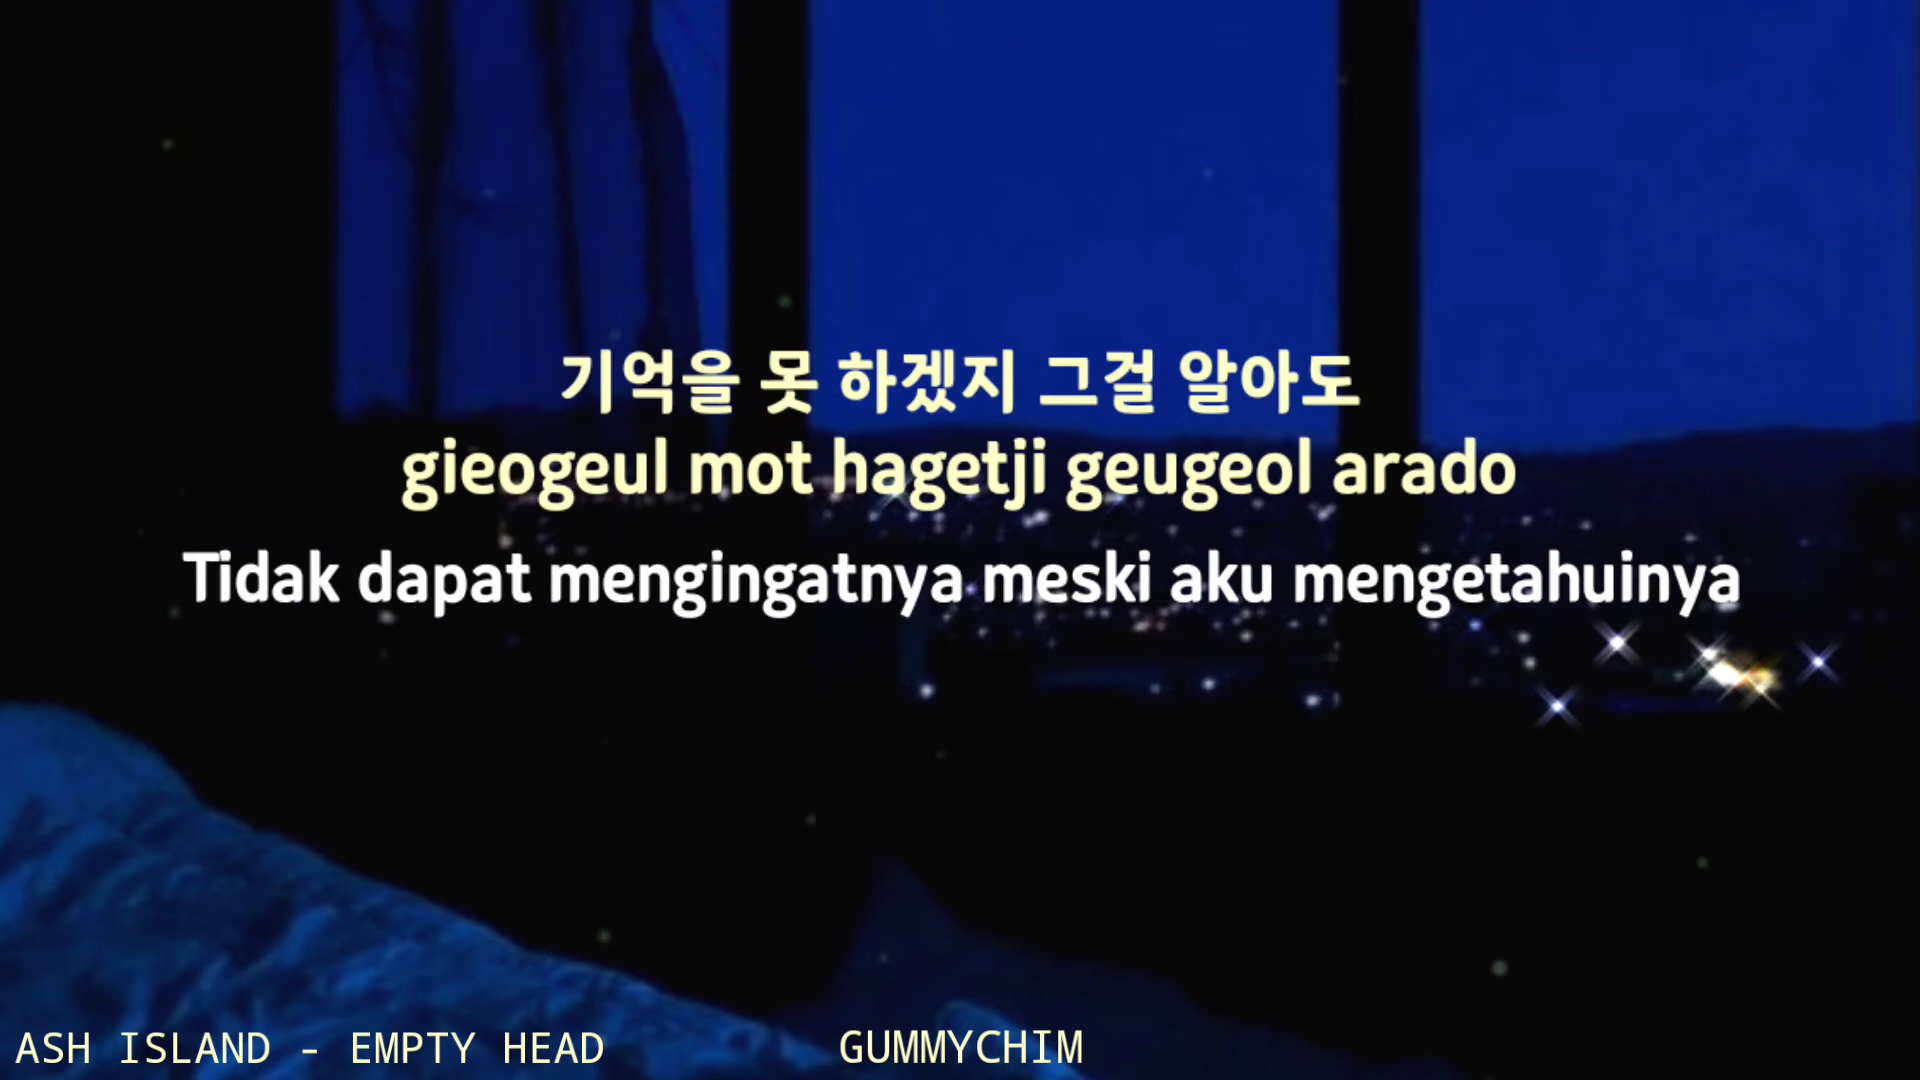 기억을 못 하겠지 그걸 알아도
gieogeul mot hagetji geugeol arado
Tidak dapat mengingatnya meski aku mengetahuinya
ASH ISLAND - EMPTY HEAD
GUMMYCHIM